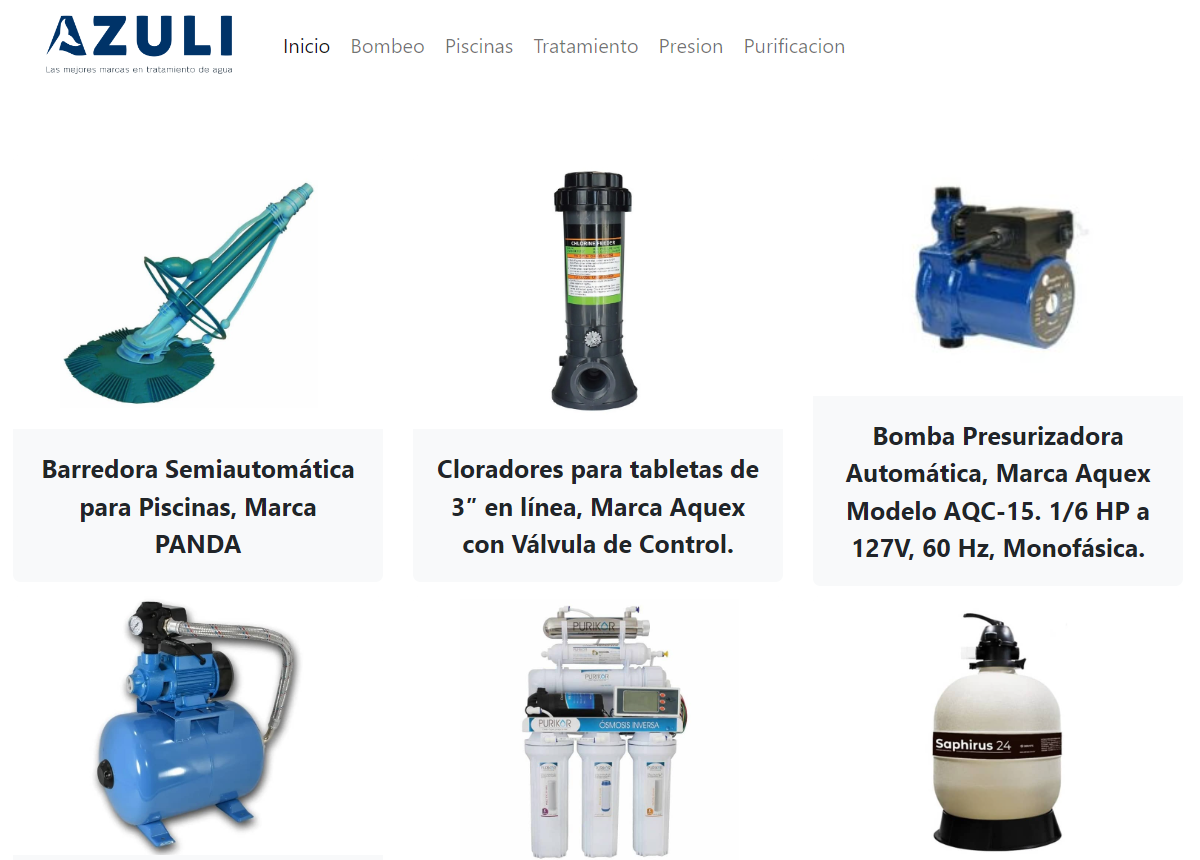 AZULI
Las mejores marcas en tratamiento de agua
Inicio Bombeo Piscinas Tratamiento Presion Purificacion
CHLORINE FEEDER
Barredora Semiautomática
para Piscinas, Marca
PANDA
Cloradores para tabletas de
3” en línea, Marca Aquex
con Válvula de Control.
Bomba Presurizadora
Automática, Marca Aquex
Modelo AQC-15. 1/6 HP a
127V, 60 Hz, Monofásica.
PURIKOR
PURIKOR
PURIKOR OSMOSIS INVERSA
Saphirus 24